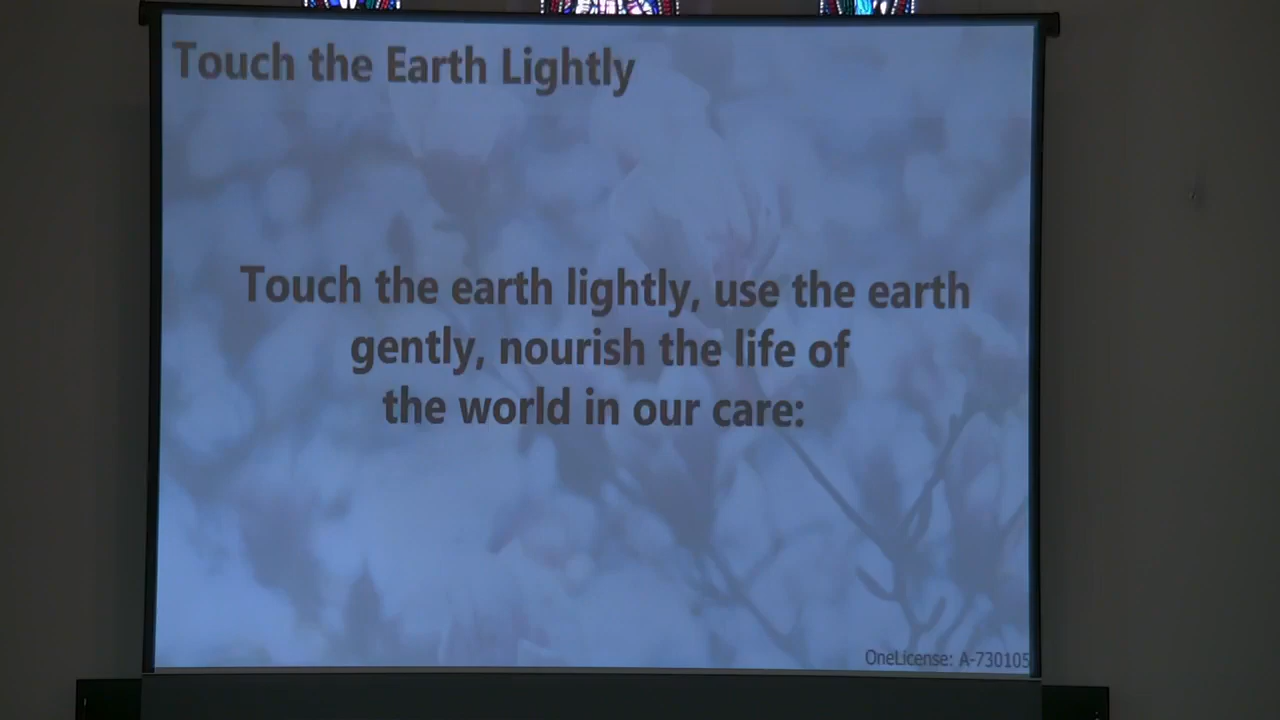 Touch the Earth Lightly
Touch the earth lightly, use the earth
gently, nourish the life of
the world in our care:
OneLicense: A-730105